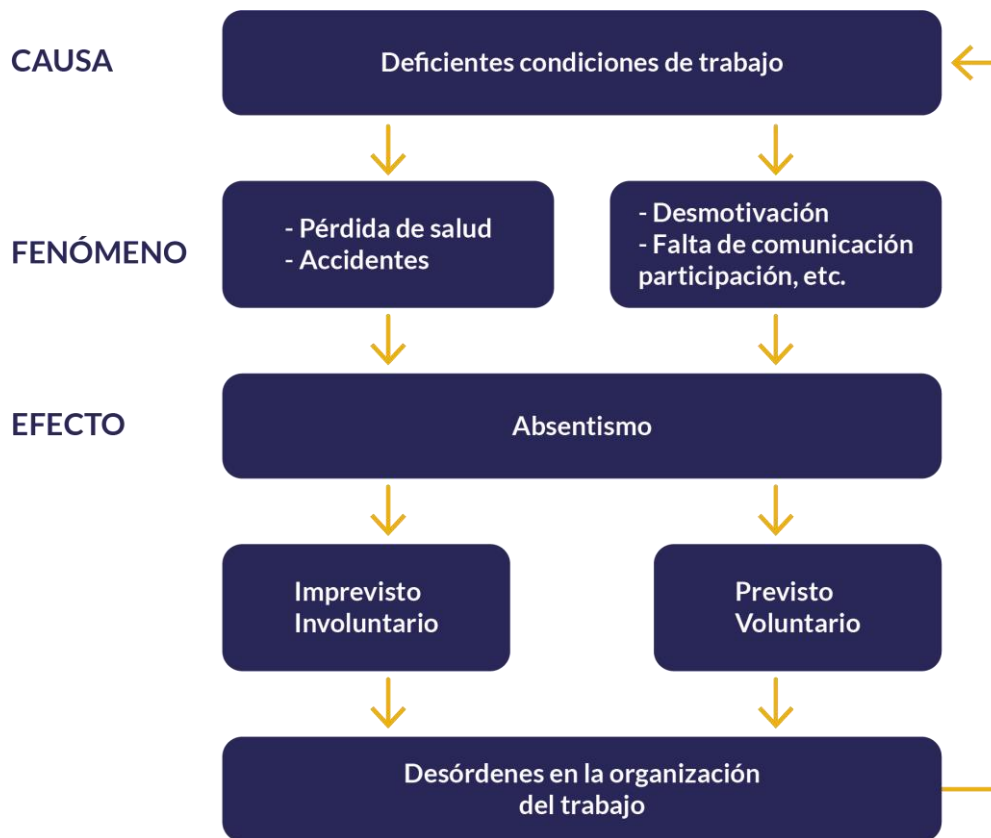 CAUSA
Deficientes condiciones de trabajo
FENÓMENO
- Pérdida de salud
- Accidentes
- Desmotivación
- Falta de comunicación
participación, etc.
EFECTO
Absentismo
Imprevisto
Involuntario
Previsto
Voluntario
Desórdenes en la organización
del trabajo